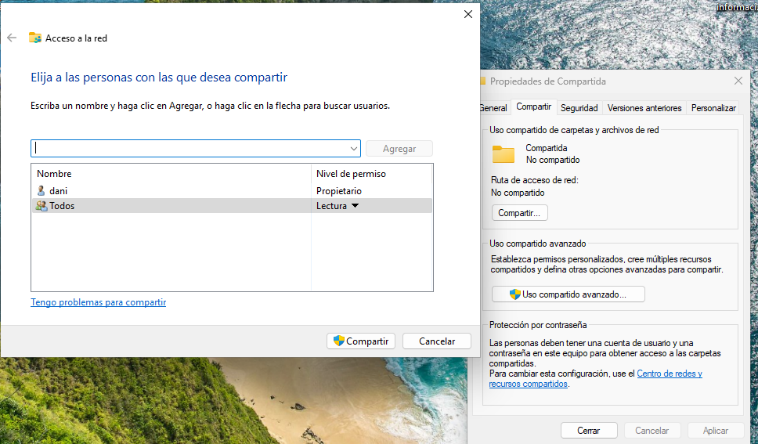 informaci
Acceso a la red
Elija a las personas con las que desea compartir
Escriba un nombre y haga clic en Agregar, o haga clic en la flecha para buscar usuarios.
Agregar
Nombre Nivel de permiso
dani Propietario
Todos Lectura
Tengo problemas para compartir
Compartir Cancelar
Propiedades de Compartida
General Compartir Seguridad Versiones anteriores Personalizar
Uso compartido de carpetas y archivos de red
Compartida
No compartido
Ruta de acceso de red:
No compartido
Compartir...
Uso compartido avanzado
Establezca permisos personalizados, cree múltiples recursos
compartidos y defina otras opciones avanzadas para compartir.
Uso compartido avanzado...
Protección por contraseña
Las personas deben tener una cuenta de usuario y una
contraseña en este equipo para obtener acceso a las carpetas
compartidas.
Para cambiar esta configuración, use el Centro de redes y
recursos compartidos.
Cerrar Cancelar Aplicar